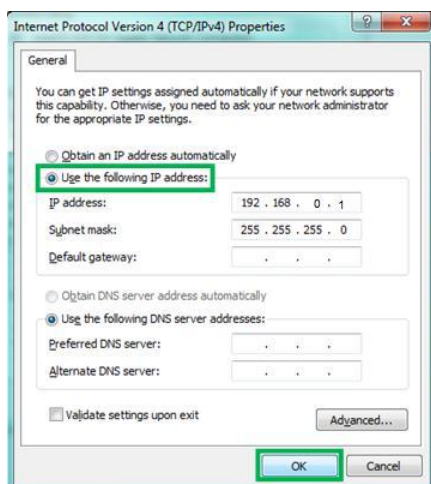 Internet Protocol Version 4 (TCP/IPv4) Properties
General
You can get IP settings assigned automatically if your network supports
this capability. Otherwise, you need to ask your network administrator
for the appropriate IP settings.
Obtain an IP address automatically
Use the following IP address:
IP address: 192 . 168 . 0 . 1
Subnet mask: 255 . 255 . 255 . 0
Default gateway: . . .
Obtain DNS server address automatically
Use the following DNS server addresses:
Preferred DNS server: . . .
Alternate DNS server: . . .
Validate settings upon exit
Advanced...
OK Cancel